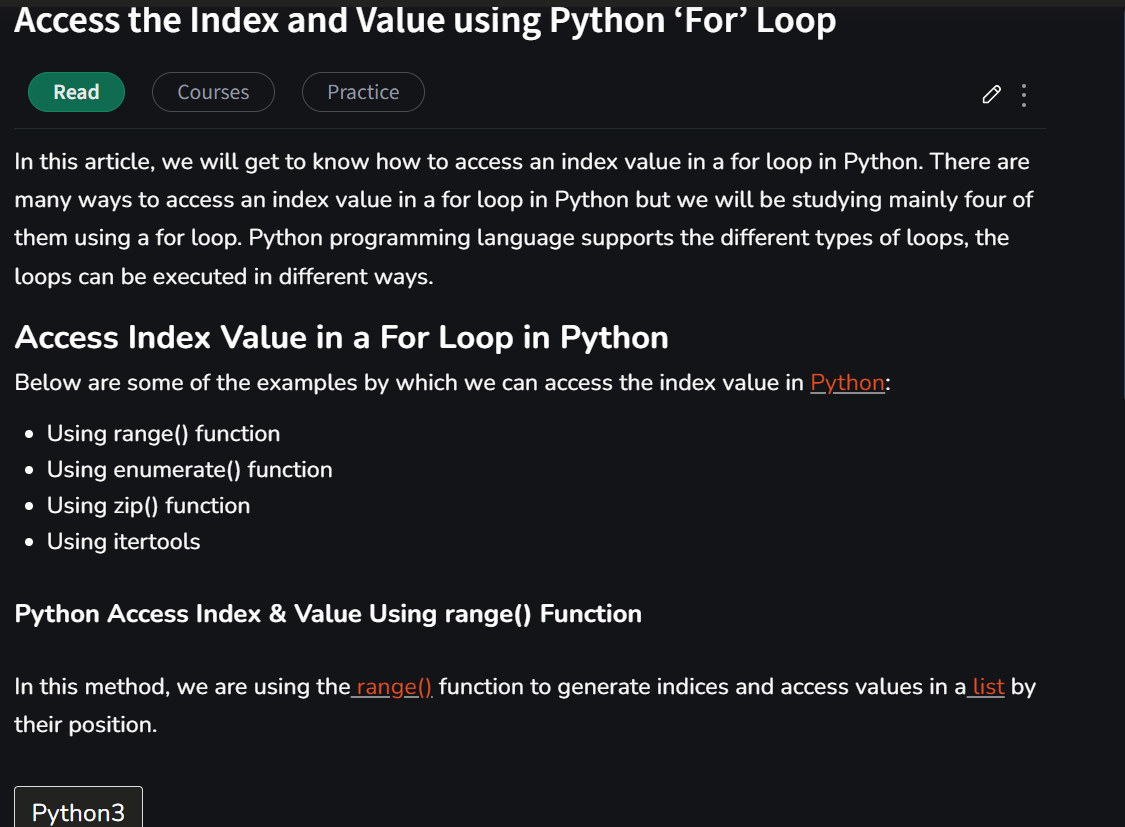 Access the Index and Value using Python ‘For’ Loop
Read
Courses
Practice
In this article, we will get to know how to access an index value in a for loop in Python. There are
many ways to access an index value in a for loop in Python but we will be studying mainly four of
them using a for loop. Python programming language supports the different types of loops, the
loops can be executed in different ways.
Access Index Value in a For Loop in Python
Below are some of the examples by which we can access the index value in Python:
• Using range() function
• Using enumerate() function
• Using zip() function
• Using itertools
Python Access Index & Value Using range() Function
In this method, we are using the range() function to generate indices and access values in a list by
their position.
Python3